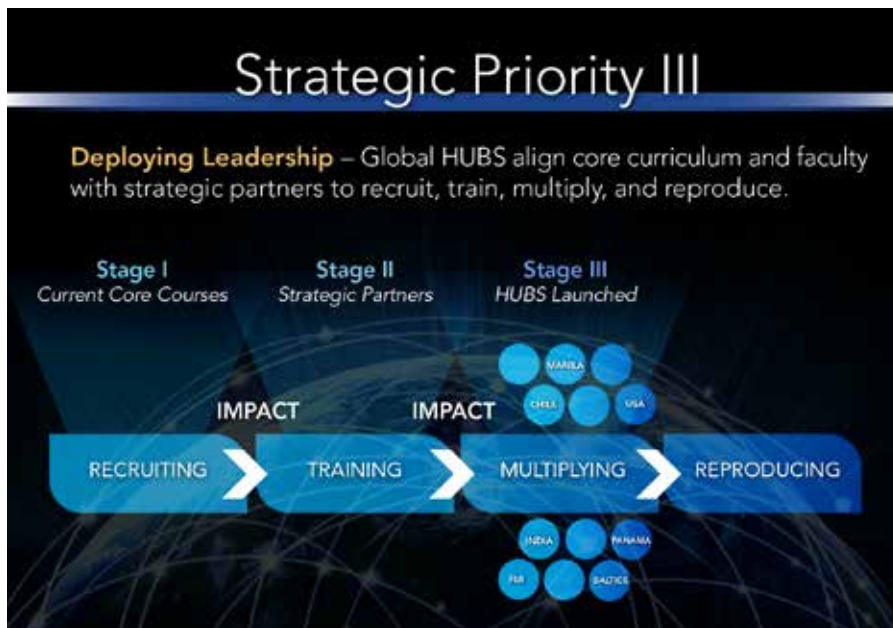 Strategic Priority III
Deploying Leadership – Global HUBS align core curriculum and faculty
with strategic partners to recruit, train, multiply, and reproduce.
Stage I
Current Core Courses
Stage II
Strategic Partners
Stage III
HUBS Launched
MANILA
CHILE
USA
IMPACT
IMPACT
RECRUITING
TRAINING
MULTIPLYING
REPRODUCING
INDIA
PANAMA
FIJI
BALTICS